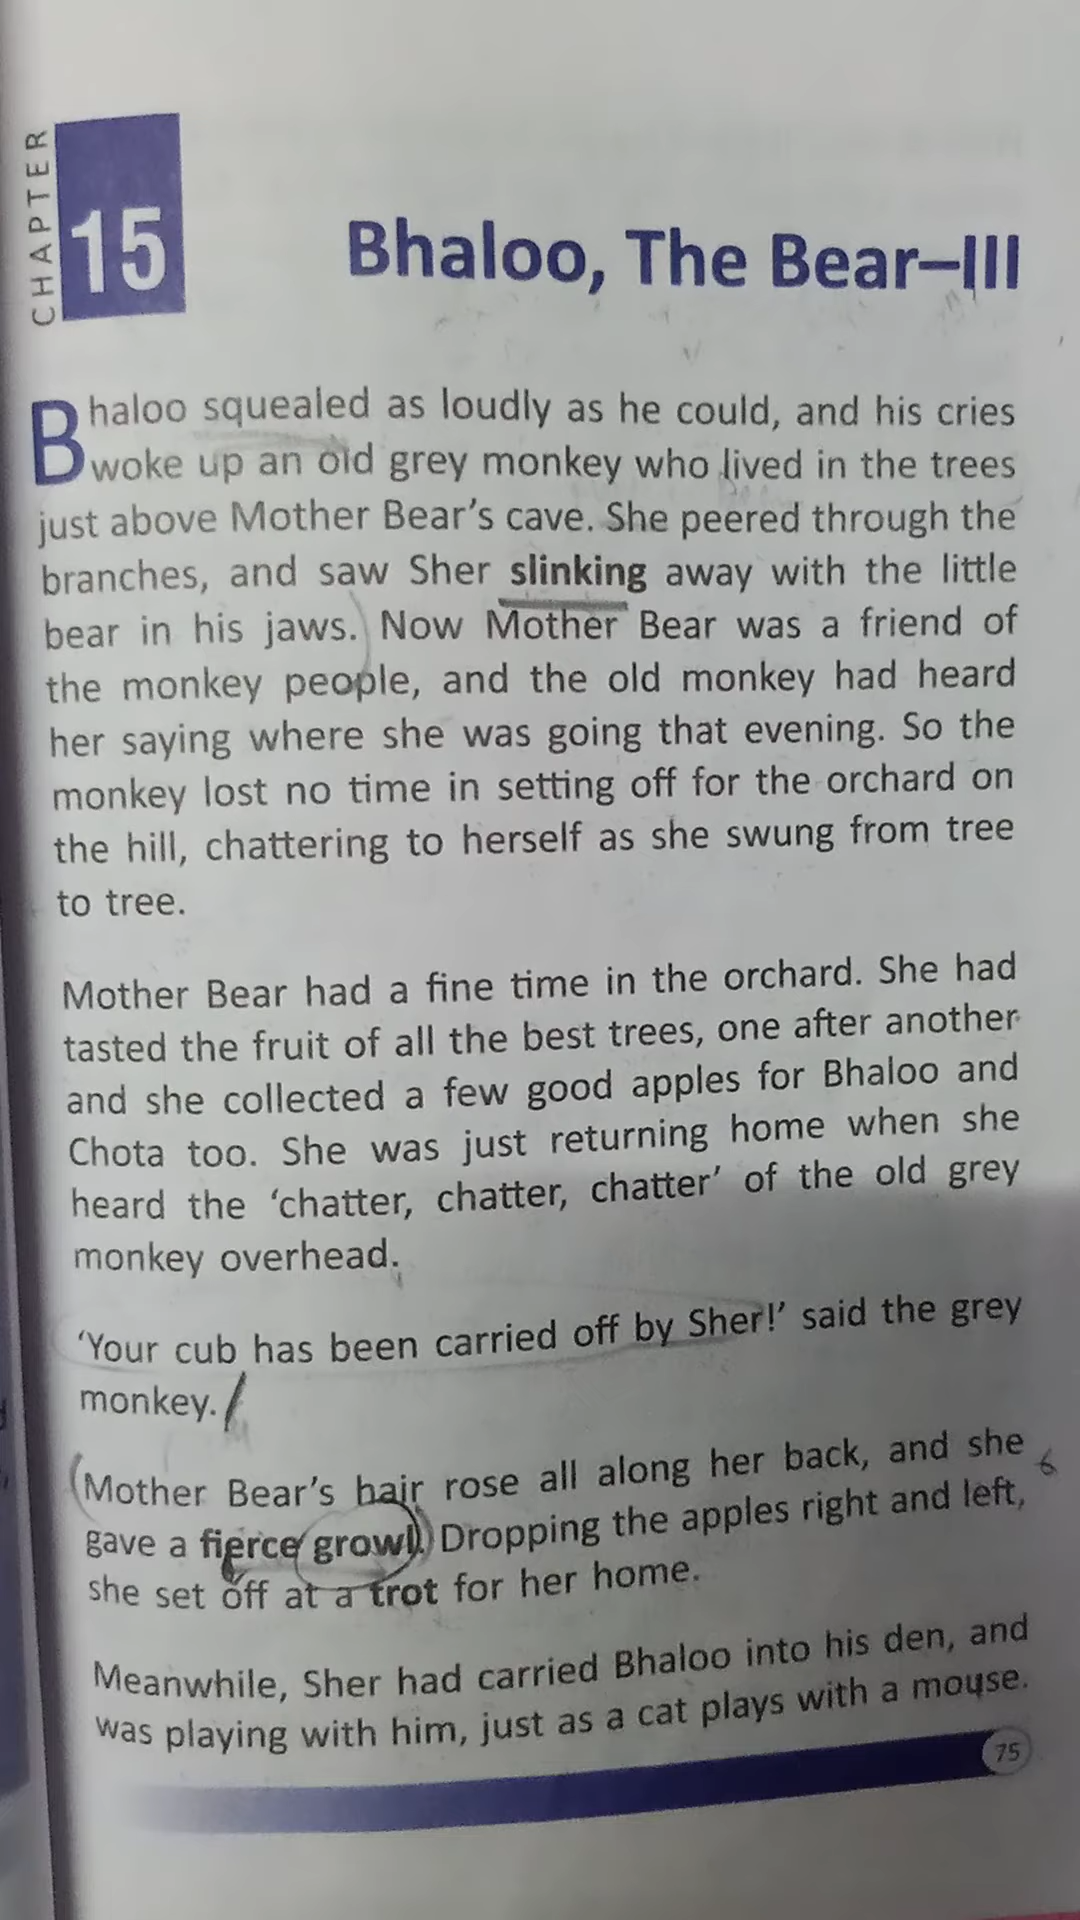 CHAPTER
15
Bhaloo, The Bear–III
Bhaloo squealed as loudly as he could, and his cries
woke up an old grey monkey who lived in the trees
just above Mother Bear's cave. She peered through the
branches, and saw Sher slinking away with the little
bear in his jaws. Now Mother Bear was a friend of
the monkey people, and the old monkey had heard
her saying where she was going that evening. So the
monkey lost no time in setting off for the orchard on
the hill, chattering to herself as she swung from tree
to tree.
Mother Bear had a fine time in the orchard. She had
tasted the fruit of all the best trees, one after another
and she collected a few good apples for Bhaloo and
Chota too. She was just returning home when she
heard the 'chatter, chatter, chatter' of the old grey
monkey overhead.
'Your cub has been carried off by Sher!' said the grey
monkey.
Mother Bear's hair rose all along her back, and she
gave a fierce growl. Dropping the apples right and left,
she set off at a trot for her home.
Meanwhile, Sher had carried Bhaloo into his den, and
was playing with him, just as a cat plays with a mouse.
75